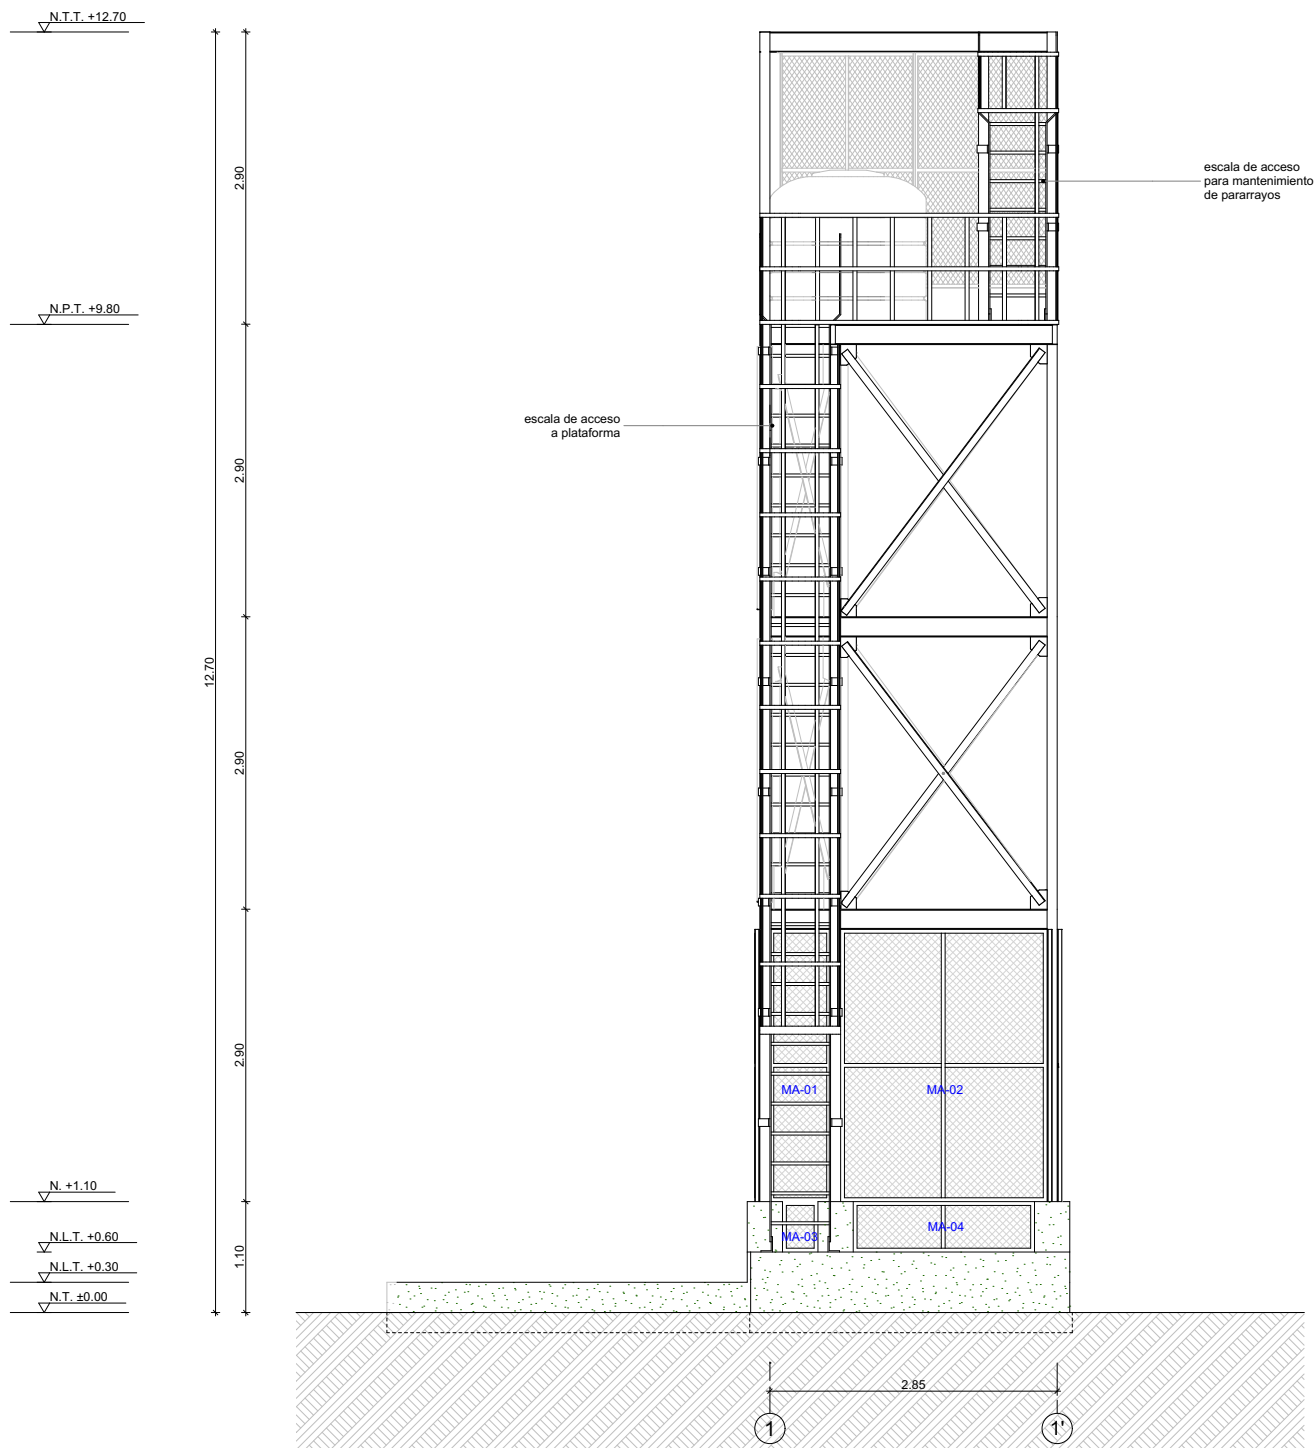 N.T.T. +12.70
escala de acceso
para mantenimiento
de pararrayos
2.90
N.P.T. +9.80
escala de acceso
a plataforma
2.90
12.70
2.90
2.90
MA-01
MA-02
N. +1.10
MA-04
N.L.T. +0.60
MA-03
1.10
N.L.T. +0.30
N.T. ±0.00
2.85
1
1'